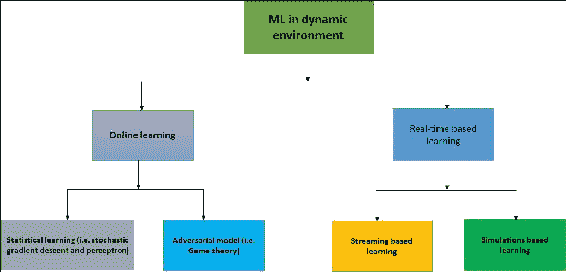 ML in dynamic
environment
Online learning
Real-time based
learning
Statistical learning (i.e. stochastic
gradient descent and perceptron)
Adversarial model (i.e.
Game theory)
Streaming based
learning
Simulations based
learning